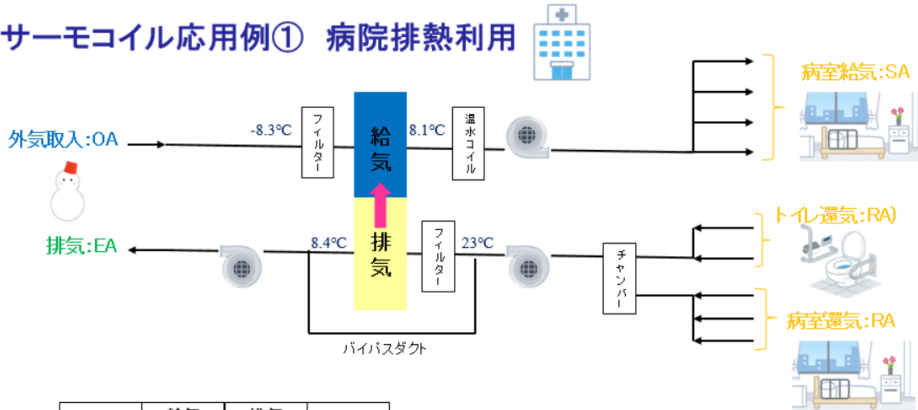 サーモコイル応用例① 病院排熱利用
病室給気:SA
外気取入:OA
-8.3℃
フィルター
給気
8.1℃
温水コイル
トイレ還気:RA)
排気:EA
8.4℃
排気
フィルター
23℃
チャンバー
病室還気:RA
バイパスダクト